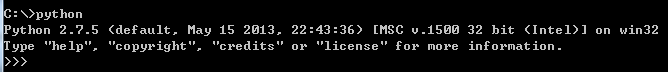 C:\>python
Python 2.7.5 (default, May 15 2013, 22:43:36) [MSC v.1500 32 bit (Intel)] on win32
Type "help", "copyright", "credits" or "license" for more information.
>>>